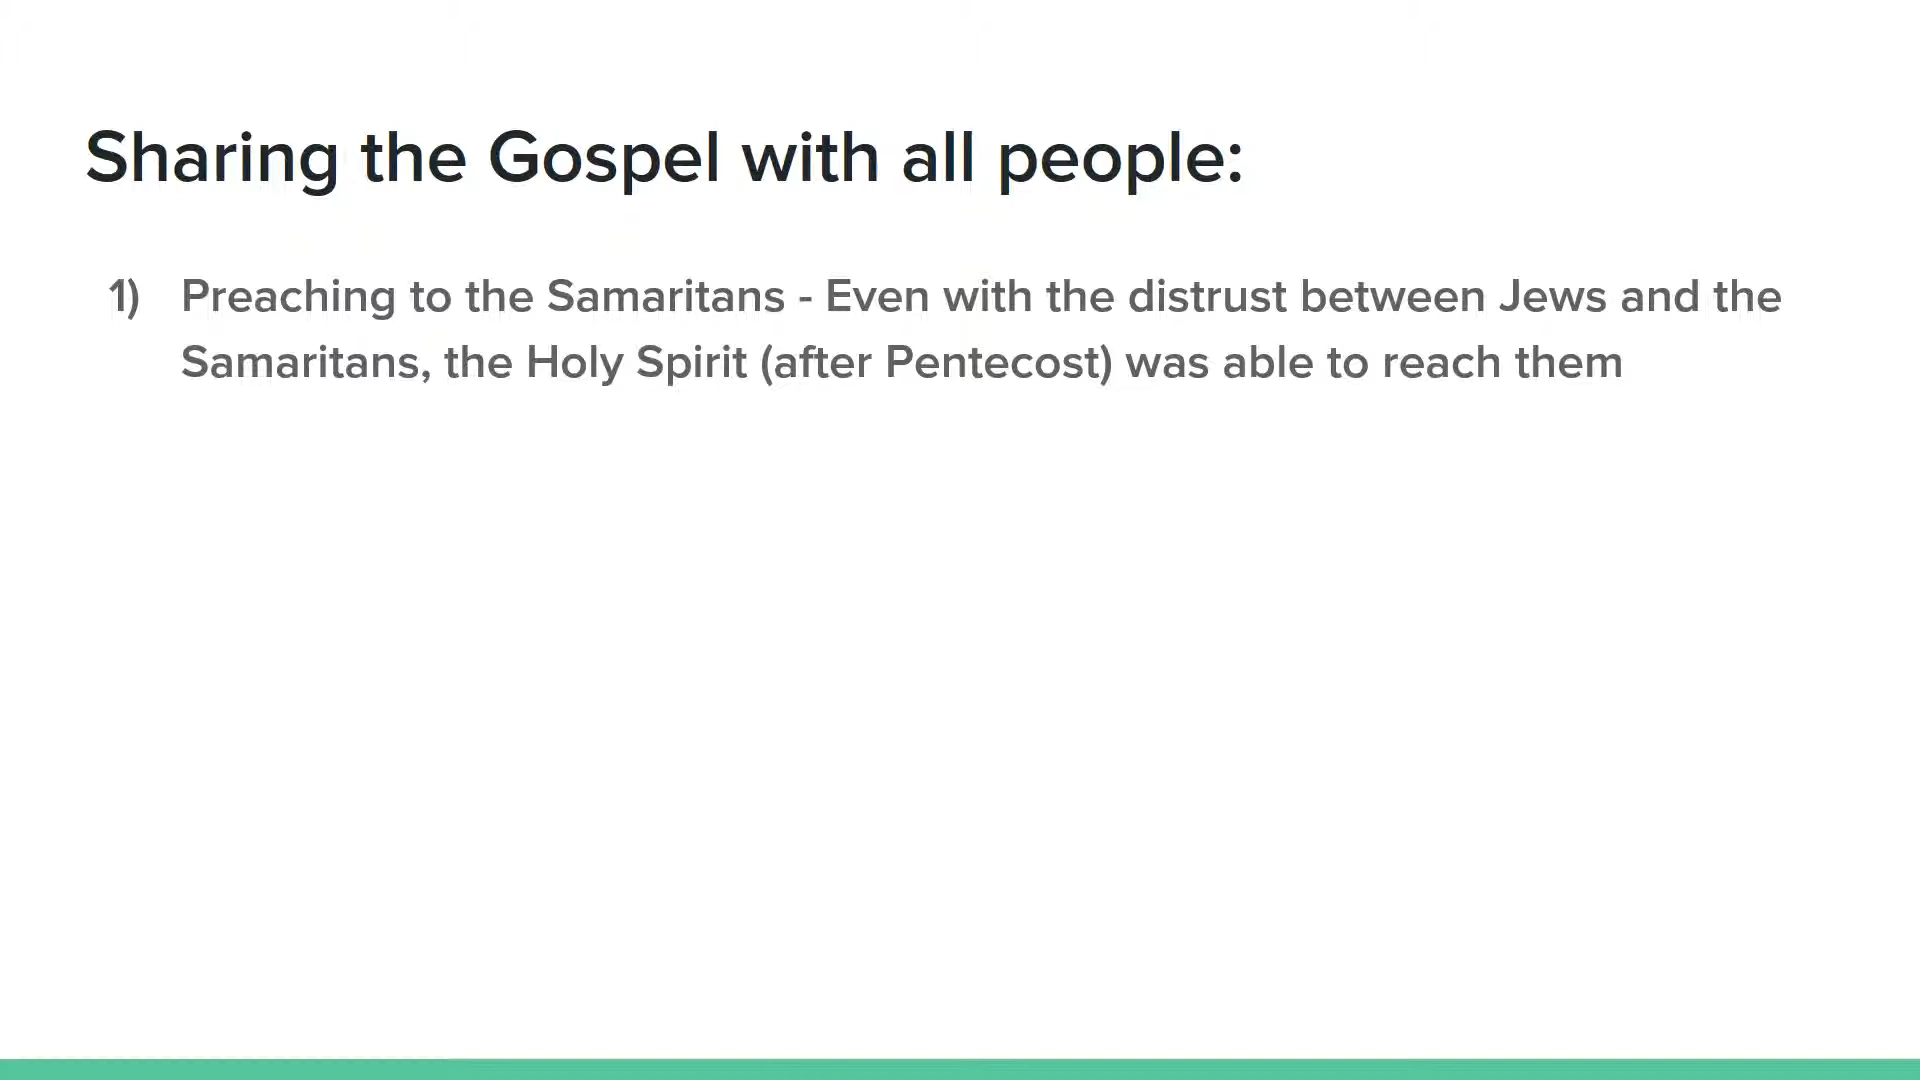 Sharing the Gospel with all people:
1) Preaching to the Samaritans - Even with the distrust between Jews and the
Samaritans, the Holy Spirit (after Pentecost) was able to reach them